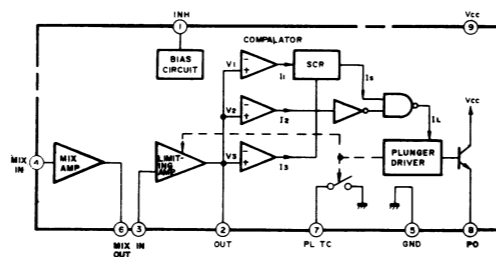 INH
1
Vcc
9
COMPALATOR
BIAS
CIRCUIT
V1
I1
SCR
IS
V2
I2
IL
Vcc
MIX
IN
4
MIX
AMP
LIMIT-
ING
AMP
V3
I3
PLUNGER
DRIVER
6
3
2
7
5
8
MIX IN
OUT
OUT
PL TC
GND
PO